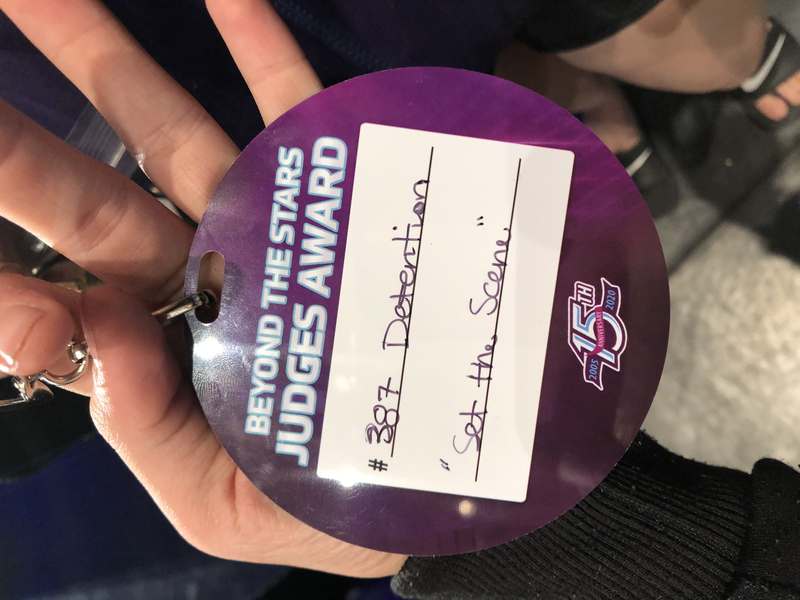 BEYOND THE STARS
JUDGES AWARD
# 387 Detention
"Set the Scene"
15TH
2005 ANNIVERSARY 2020